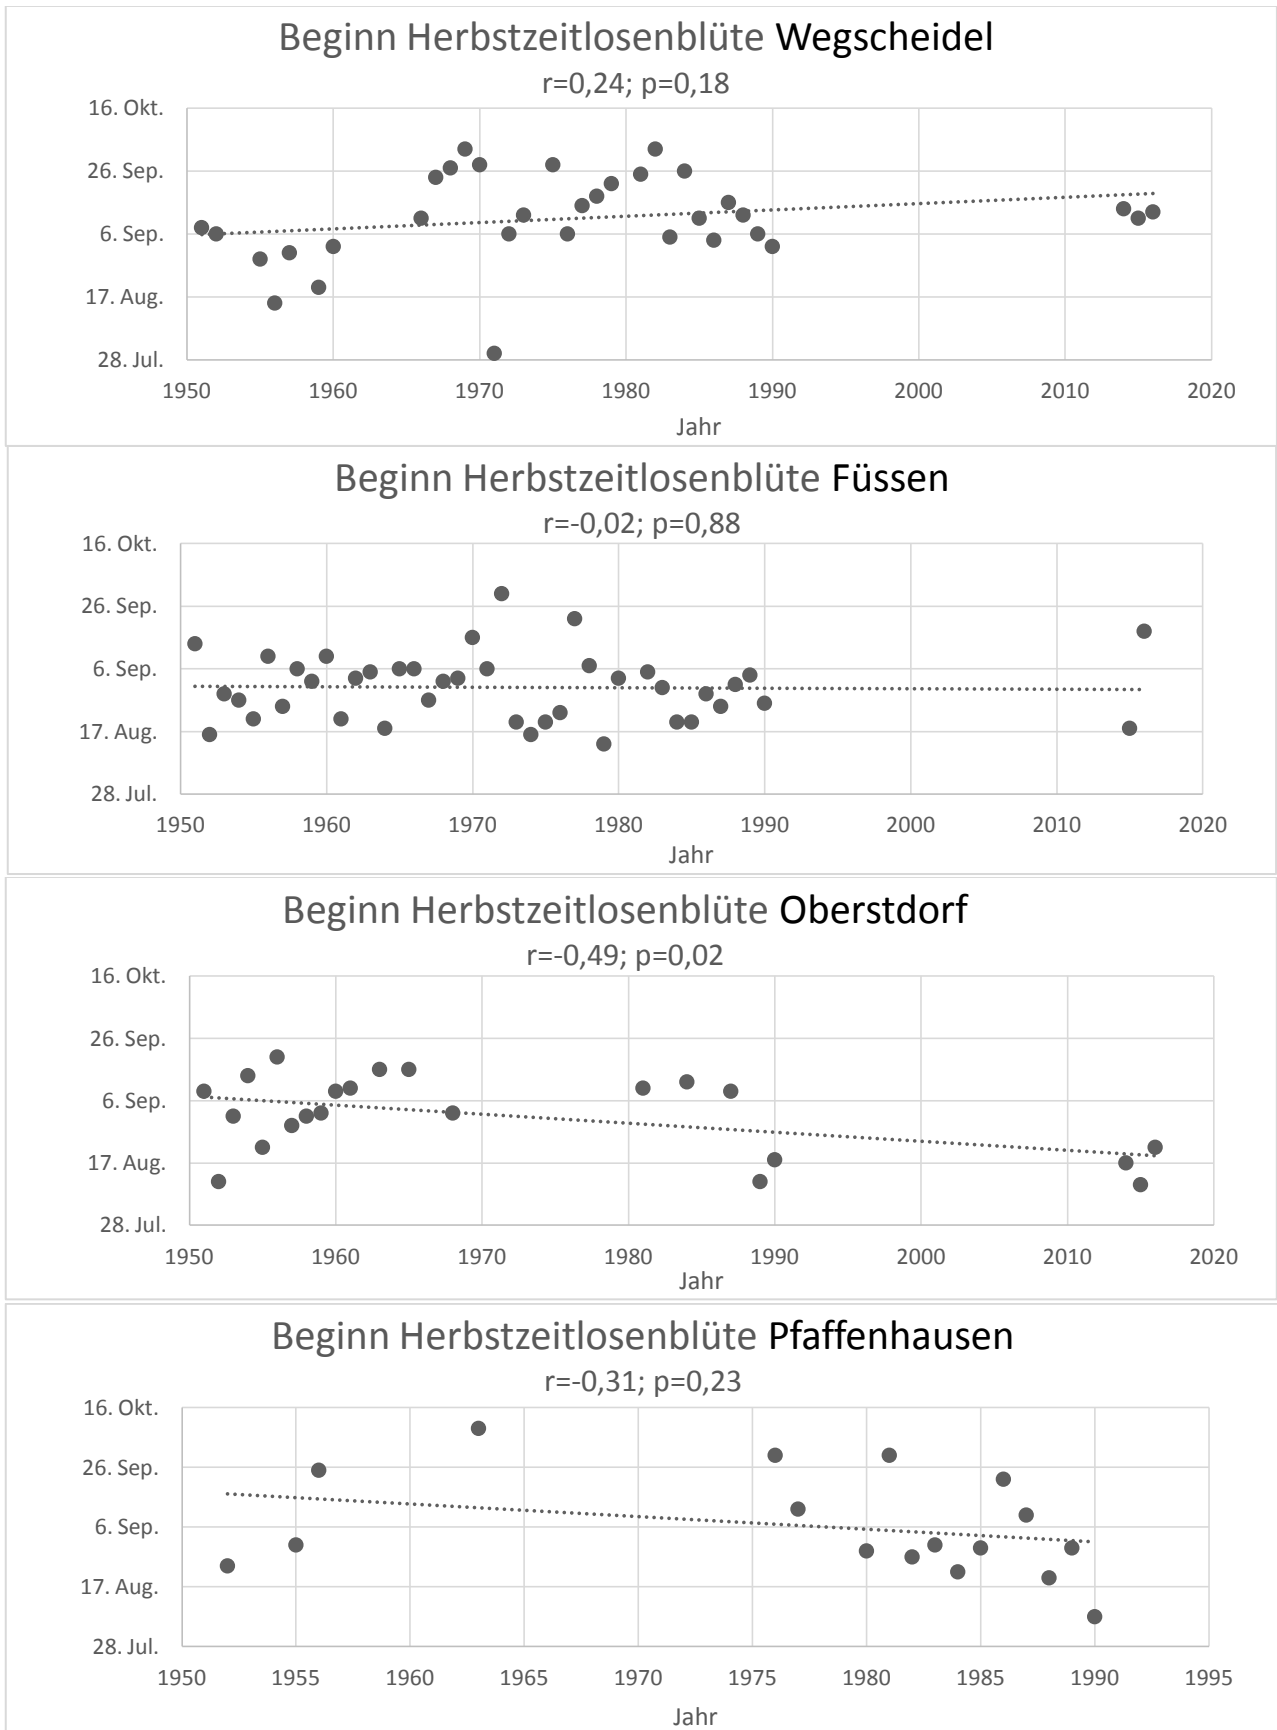 Beginn Herbstzeitlosenblüte Wegscheidel
r=0,24; p=0,18
16. Okt.
26. Sep.
6. Sep.
17. Aug.
28. Jul.
1950 1960 1970 1980 1990 2000 2010 2020
Jahr
Beginn Herbstzeitlosenblüte Füssen
r=-0,02; p=0,88
16. Okt.
26. Sep.
6. Sep.
17. Aug.
28. Jul.
1950 1960 1970 1980 1990 2000 2010 2020
Jahr
Beginn Herbstzeitlosenblüte Oberstdorf
r=-0,49; p=0,02
16. Okt.
26. Sep.
6. Sep.
17. Aug.
28. Jul.
1950 1960 1970 1980 1990 2000 2010 2020
Jahr
Beginn Herbstzeitlosenblüte Pfaffenhausen
r=-0,31; p=0,23
16. Okt.
26. Sep.
6. Sep.
17. Aug.
28. Jul.
1950 1955 1960 1965 1970 1975 1980 1985 1990 1995
Jahr